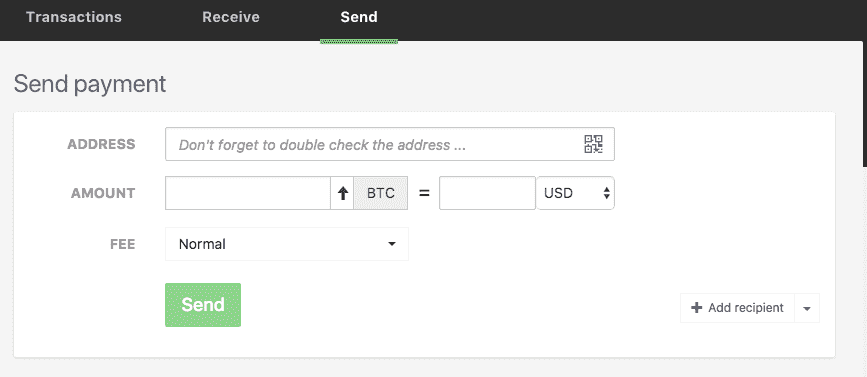 Transactions Receive Send
Send payment
ADDRESS Don't forget to double check the address ...
AMOUNT BTC = USD
FEE Normal
Send
+ Add recipient